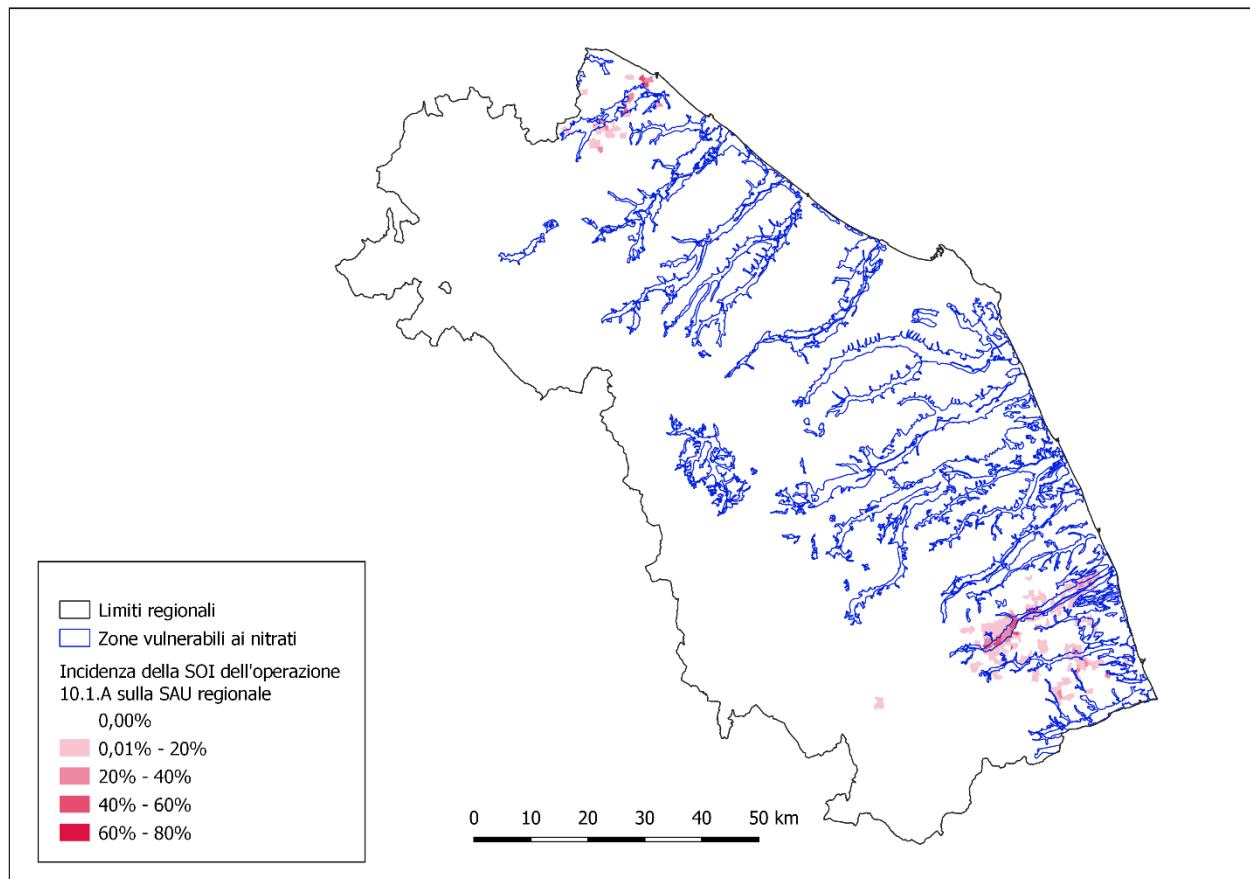 Limiti regionali
Zone vulnerabili ai nitrati
Incidenza della SOI dell'operazione
10.1.A sulla SAU regionale
0,00%
0,01% - 20%
20% - 40%
40% - 60%
60% - 80%
0 10 20 30 40 50 km